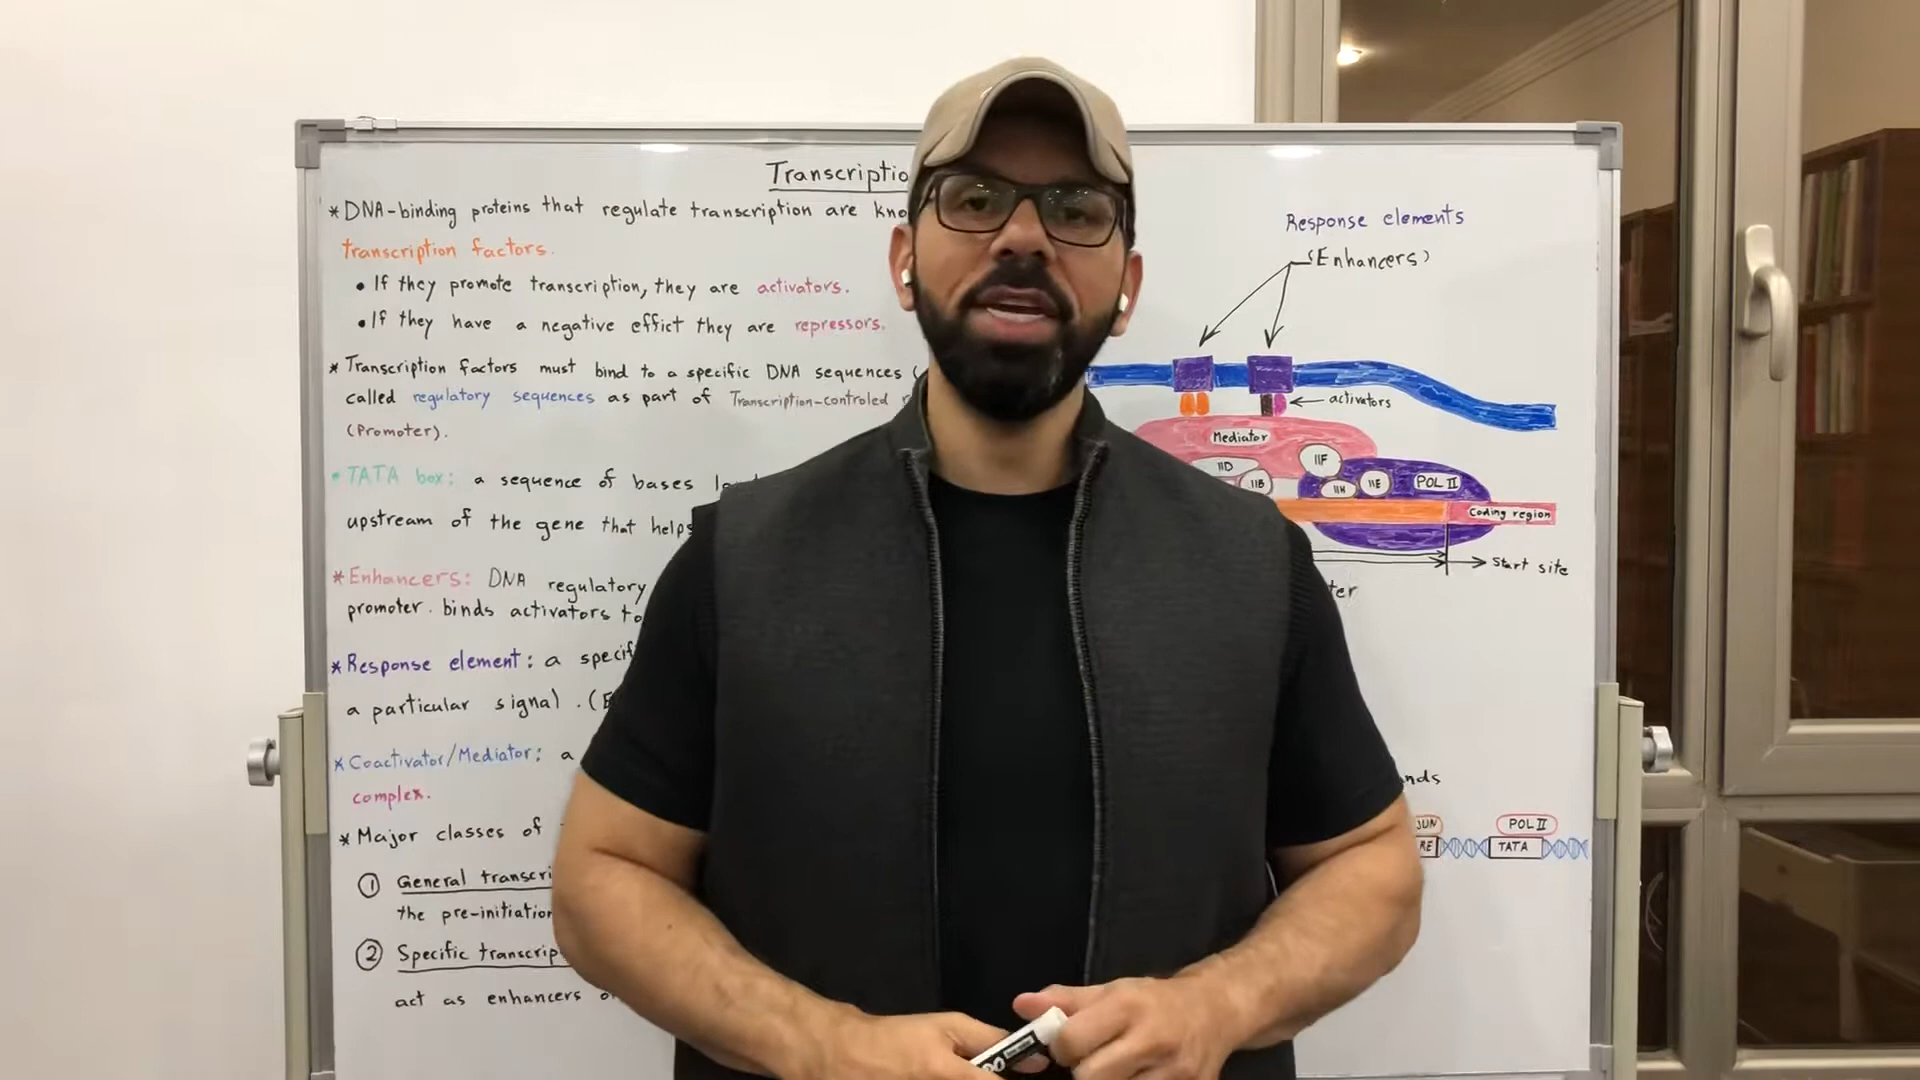 Transcriptio
* DNA-binding proteins that regulate transcription are kno
transcription factors.
• If they promote transcription, they are activators.
• If they have a negative effict they are repressors.
* Transcription factors must bind to a specific DNA sequences (
called regulatory sequences as part of Transcription-controled r
(Promoter).
* TATA box: a sequence of bases
upstream of the gene that helps
* Enhancers: DNA regulatory
promoter. binds activators to
* Response element: a specif
a particular signal. (E
* Coactivator/Mediator: a
complex.
* Major classes of
1 General transcri
the pre-initiation
2 Specific transcrip
act as enhancers o
Response elements
(Enhancers)
activators
Mediator
IID
IIB
IIF
IIH
IIE
POL II
Coding region
Start site
ter
nds
JUN
POL II
RE
TATA